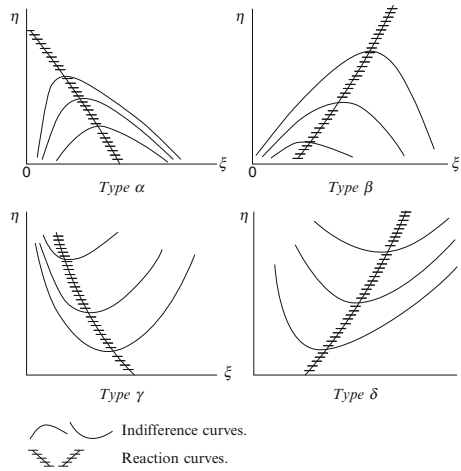 η
η
0
ξ
0
ξ
Type α
Type β
η
η
ξ
ξ
Type γ
Type δ
Indifference curves.
Reaction curves.